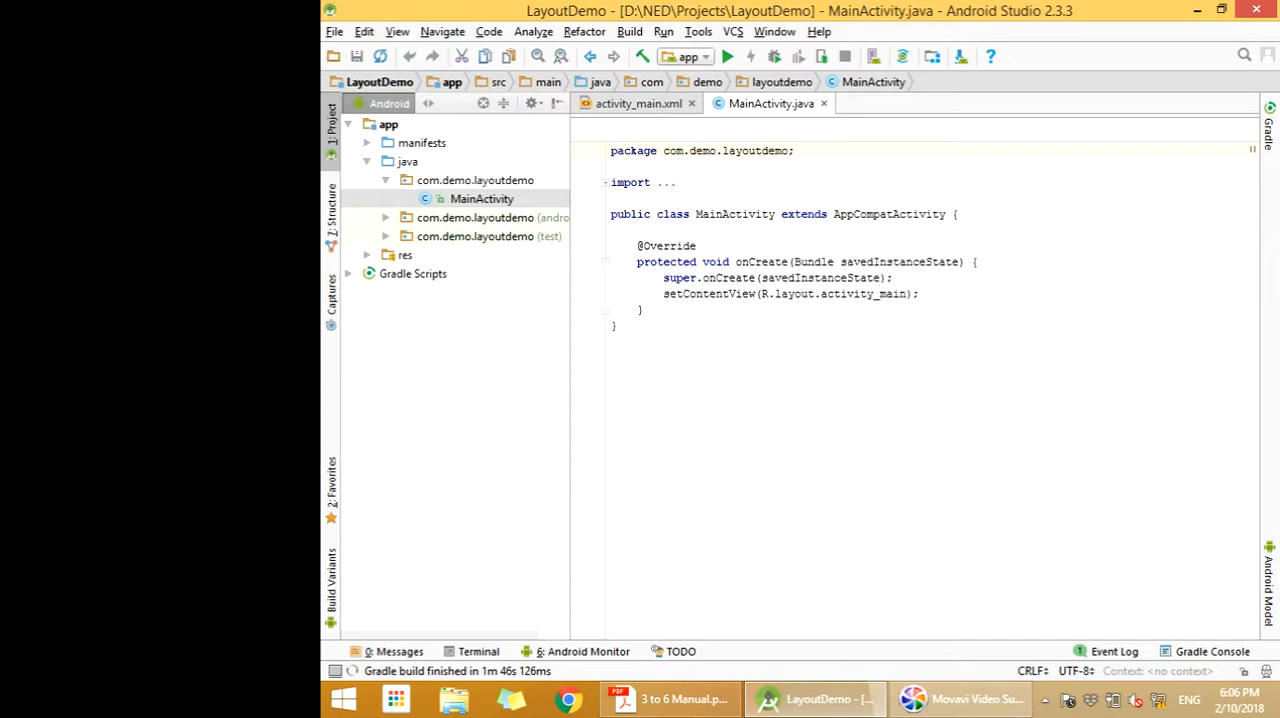 LayoutDemo - [D:\NED\Projects\LayoutDemo] - MainActivity.java - Android Studio 2.3.3
File Edit View Navigate Code Analyze Refactor Build Run Tools VCS Window Help
app
LayoutDemo app src main java com demo layoutdemo MainActivity
Android
activity_main.xml MainActivity.java
1: Project
7: Structure
Captures
2: Favorites
Build Variants
app
manifests
java
com.demo.layoutdemo
MainActivity
com.demo.layoutdemo (andro
com.demo.layoutdemo (test)
res
Gradle Scripts
package com.demo.layoutdemo;
import ...
public class MainActivity extends AppCompatActivity {
@Override
protected void onCreate(Bundle savedInstanceState) {
super.onCreate(savedInstanceState);
setContentView(R.layout.activity_main);
}
}
Gradle
Android Model
0: Messages Terminal 6: Android Monitor TODO
1 Event Log Gradle Console
Gradle build finished in 1m 46s 126ms
CRLF UTF-8 Context: <no context>
PDF 3 to 6 Manual.p... LayoutDemo - [... Movavi Video Su...
ENG
6:06 PM
2/10/2018